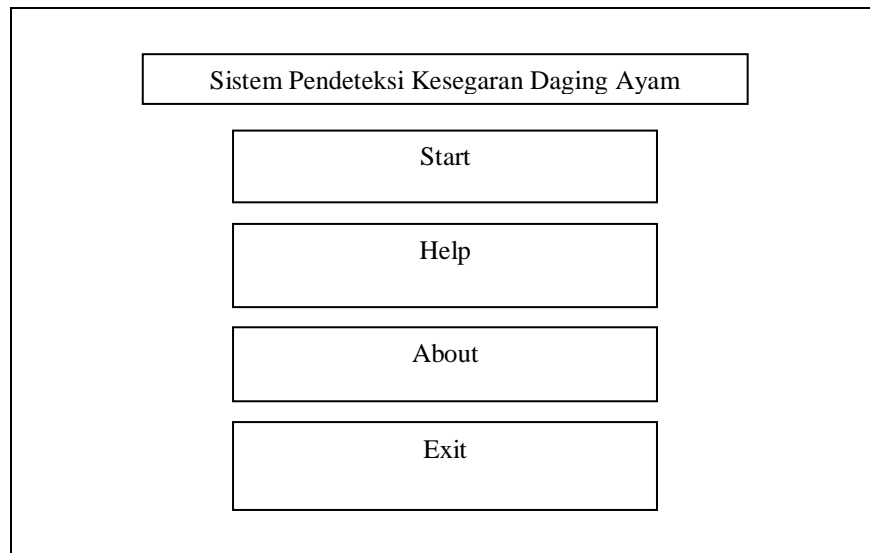 Sistem Pendeteksi Kesegaran Daging Ayam
Start
Help
About
Exit